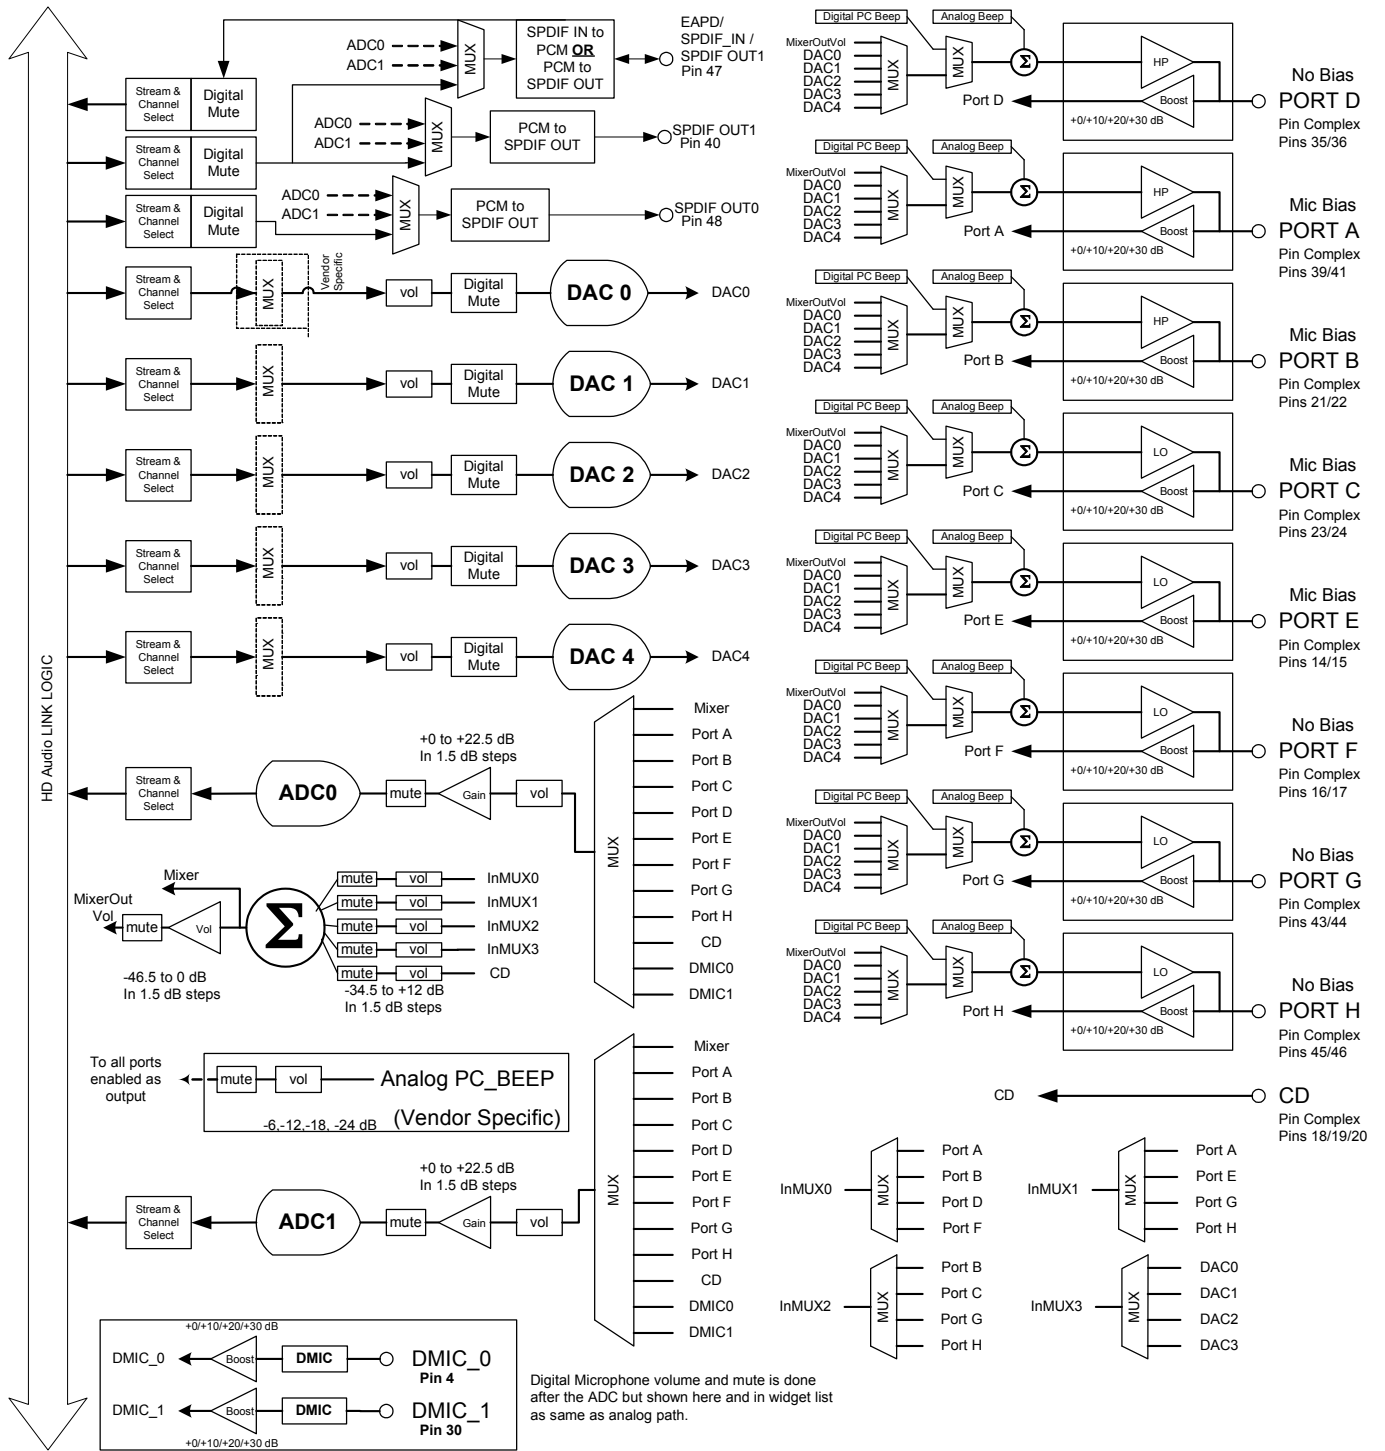 HD Audio LINK LOGIC
EAPD/
SPDIF_IN /
SPDIF OUT1
Pin 47
SPDIF IN to
PCM OR
PCM to
SPDIF OUT
MUX
ADC0
ADC1
Stream &
Channel
Select
Digital
Mute
ADC0
ADC1
MUX
PCM to
SPDIF OUT
SPDIF OUT1
Pin 40
Stream &
Channel
Select
Digital
Mute
ADC0
ADC1
MUX
PCM to
SPDIF OUT
SPDIF OUT0
Pin 48
Stream &
Channel
Select
Digital
Mute
Stream &
Channel
Select
MUX
Vendor
Specific
vol
Digital
Mute
DAC 0
DAC0
Stream &
Channel
Select
MUX
vol
Digital
Mute
DAC 1
DAC1
Stream &
Channel
Select
MUX
vol
Digital
Mute
DAC 2
DAC2
Stream &
Channel
Select
MUX
vol
Digital
Mute
DAC 3
DAC3
Stream &
Channel
Select
MUX
vol
Digital
Mute
DAC 4
DAC4
Stream &
Channel
Select
ADC0
mute
Gain
+0 to +22.5 dB
In 1.5 dB steps
vol
MUX
Mixer
Port A
Port B
Port C
Port D
Port E
Port F
Port G
Port H
CD
DMIC0
DMIC1
Mixer
MixerOut
Vol
mute
Vol
-46.5 to 0 dB
In 1.5 dB steps
Σ
mute vol InMUX0
mute vol InMUX1
mute vol InMUX2
mute vol InMUX3
mute vol CD
-34.5 to +12 dB
In 1.5 dB steps
To all ports
enabled as
output
mute
vol
Analog PC_BEEP
(Vendor Specific)
-6,-12,-18, -24 dB
Stream &
Channel
Select
ADC1
mute
Gain
+0 to +22.5 dB
In 1.5 dB steps
vol
MUX
Mixer
Port A
Port B
Port C
Port D
Port E
Port F
Port G
Port H
CD
DMIC0
DMIC1
+0/+10/+20/+30 dB
DMIC_0
Boost
DMIC
DMIC_0
Pin 4
DMIC_1
Boost
DMIC
DMIC_1
Pin 30
+0/+10/+20/+30 dB
Digital Microphone volume and mute is done
after the ADC but shown here and in widget list
as same as analog path.
Digital PC Beep
Analog Beep
MixerOutVol
DAC0
DAC1
DAC2
DAC3
DAC4
MUX
MUX
Σ
HP
Port D
Boost
+0/+10/+20/+30 dB
No Bias
PORT D
Pin Complex
Pins 35/36
Digital PC Beep
Analog Beep
MixerOutVol
DAC0
DAC1
DAC2
DAC3
DAC4
MUX
MUX
Σ
HP
Port A
Boost
+0/+10/+20/+30 dB
Mic Bias
PORT A
Pin Complex
Pins 39/41
Digital PC Beep
Analog Beep
MixerOutVol
DAC0
DAC1
DAC2
DAC3
DAC4
MUX
MUX
Σ
HP
Port B
Boost
+0/+10/+20/+30 dB
Mic Bias
PORT B
Pin Complex
Pins 21/22
Digital PC Beep
Analog Beep
MixerOutVol
DAC0
DAC1
DAC2
DAC3
DAC4
MUX
MUX
Σ
LO
Port C
Boost
+0/+10/+20/+30 dB
Mic Bias
PORT C
Pin Complex
Pins 23/24
Digital PC Beep
Analog Beep
MixerOutVol
DAC0
DAC1
DAC2
DAC3
DAC4
MUX
MUX
Σ
LO
Port E
Boost
+0/+10/+20/+30 dB
Mic Bias
PORT E
Pin Complex
Pins 14/15
Digital PC Beep
Analog Beep
MixerOutVol
DAC0
DAC1
DAC2
DAC3
DAC4
MUX
MUX
Σ
LO
Port F
Boost
+0/+10/+20/+30 dB
No Bias
PORT F
Pin Complex
Pins 16/17
Digital PC Beep
Analog Beep
MixerOutVol
DAC0
DAC1
DAC2
DAC3
DAC4
MUX
MUX
Σ
LO
Port G
Boost
+0/+10/+20/+30 dB
No Bias
PORT G
Pin Complex
Pins 43/44
Digital PC Beep
Analog Beep
MixerOutVol
DAC0
DAC1
DAC2
DAC3
DAC4
MUX
MUX
Σ
LO
Port H
Boost
+0/+10/+20/+30 dB
No Bias
PORT H
Pin Complex
Pins 45/46
CD
CD
Pin Complex
Pins 18/19/20
InMUX0
MUX
Port A
Port B
Port D
Port F
InMUX1
MUX
Port A
Port E
Port G
Port H
InMUX2
MUX
Port B
Port C
Port G
Port H
InMUX3
MUX
DAC0
DAC1
DAC2
DAC3